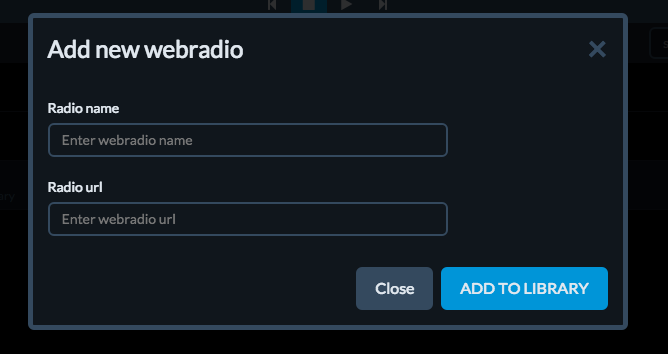 Add new webradio
Radio name
Enter webradio name
Radio url
Enter webradio url
Close
ADD TO LIBRARY